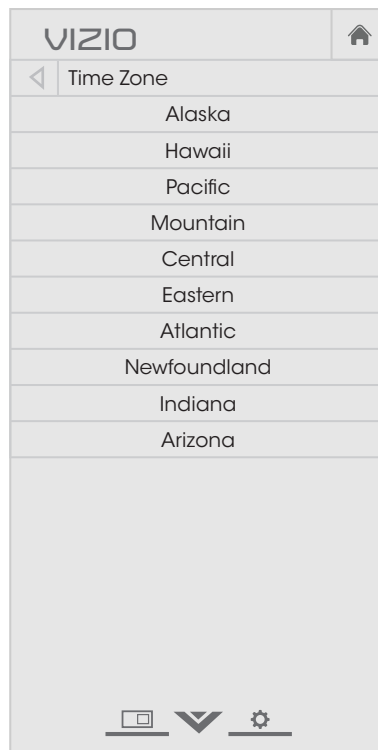 VIZIO
Time Zone
Alaska
Hawaii
Pacific
Mountain
Central
Eastern
Atlantic
Newfoundland
Indiana
Arizona